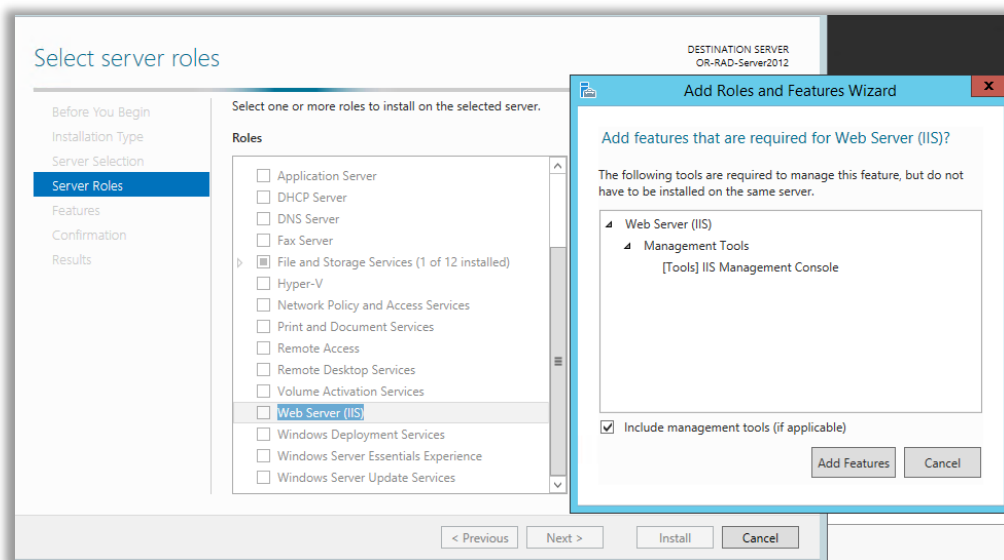 Select server roles
DESTINATION SERVER
OR-RAD-Server2012
Before You Begin
Installation Type
Server Selection
Server Roles
Features
Confirmation
Results
Select one or more roles to install on the selected server.
Roles
Application Server
DHCP Server
DNS Server
Fax Server
File and Storage Services (1 of 12 installed)
Hyper-V
Network Policy and Access Services
Print and Document Services
Remote Access
Remote Desktop Services
Volume Activation Services
Web Server (IIS)
Windows Deployment Services
Windows Server Essentials Experience
Windows Server Update Services
< Previous
Next >
Install
Cancel
Add Roles and Features Wizard
x
Add features that are required for Web Server (IIS)?
The following tools are required to manage this feature, but do not
have to be installed on the same server.
Web Server (IIS)
Management Tools
[Tools] IIS Management Console
Include management tools (if applicable)
Add Features
Cancel